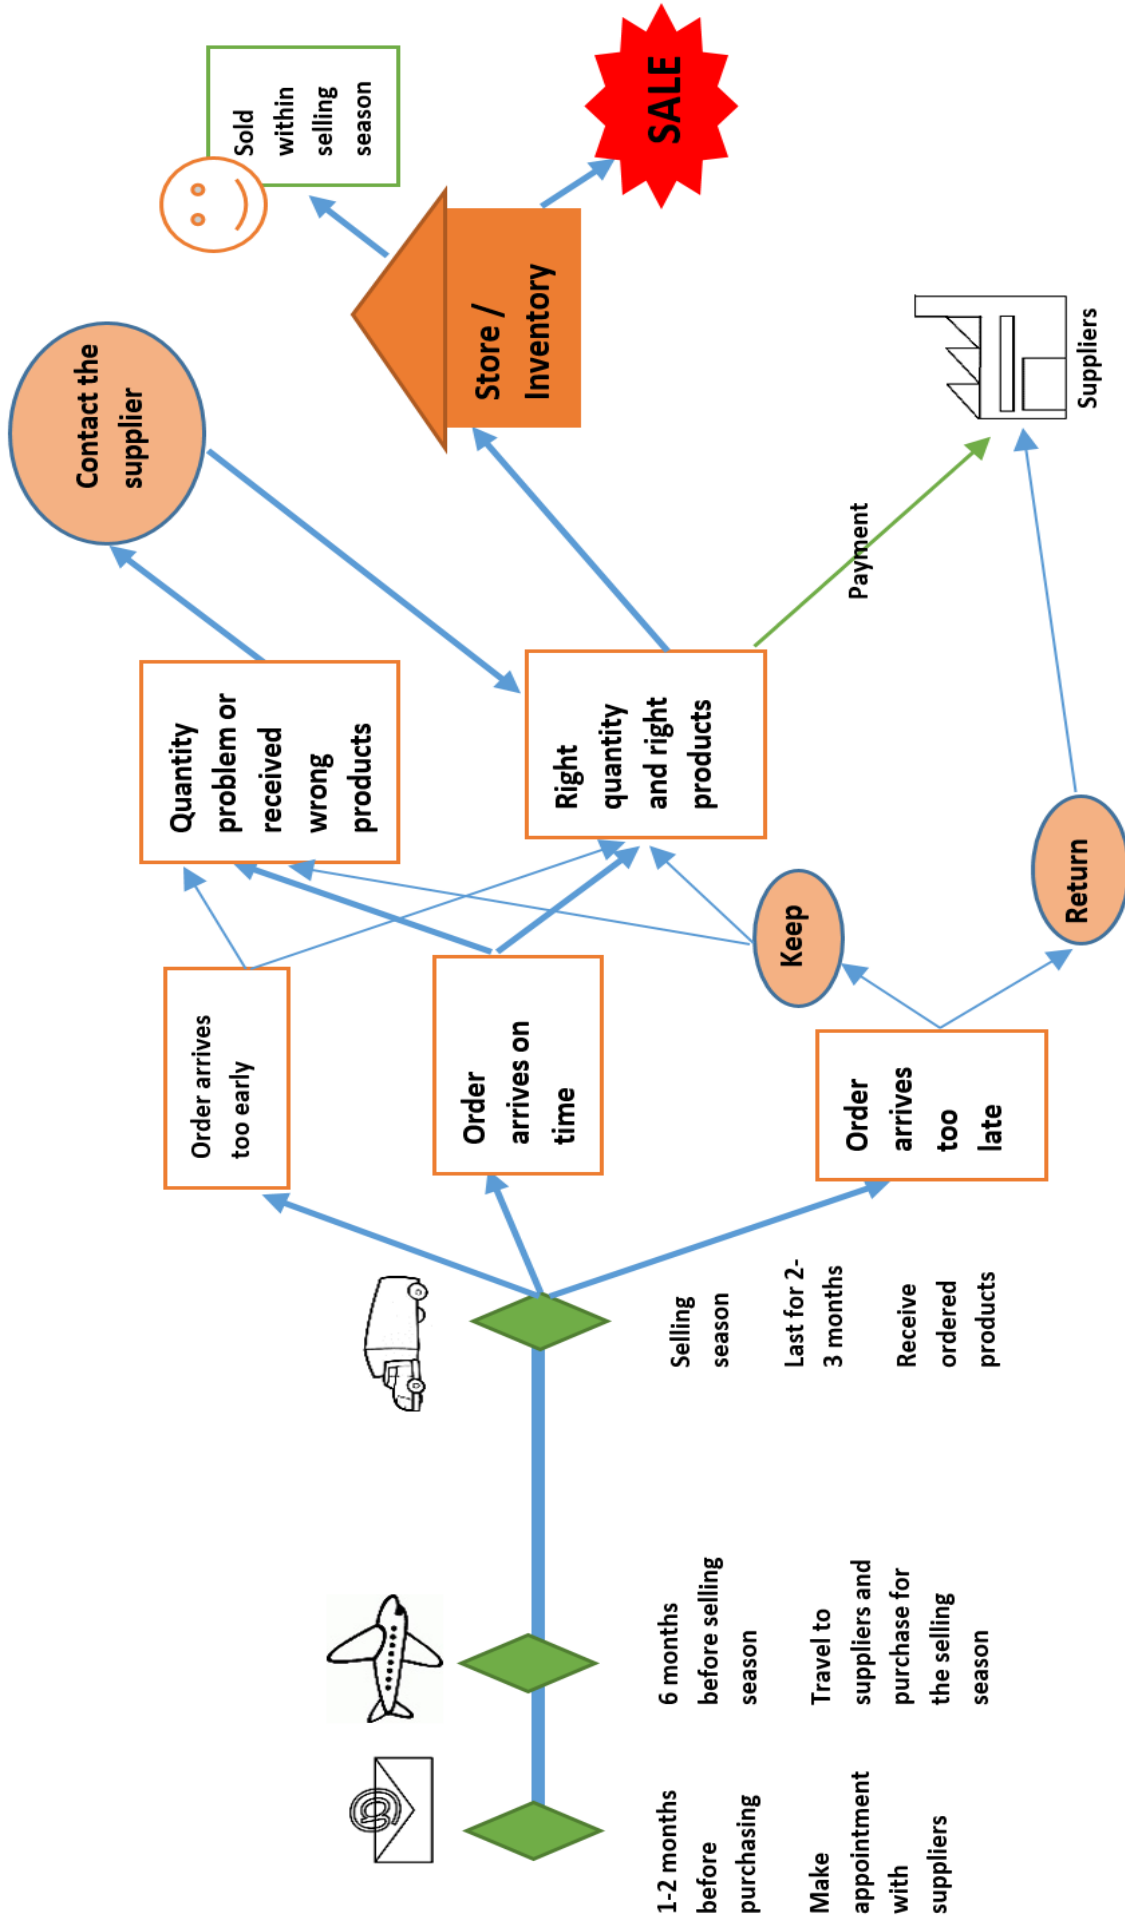 1-2 months
before
purchasing
Make
appointment
with
suppliers
6 months
before selling
season
Travel to
suppliers and
purchase for
the selling
season
Selling
season
Last for 2-
3 months
Receive
ordered
products
Order arrives
too early
Order
arrives on
time
Order
arrives
too
late
Keep
Return
Quantity
problem or
received
wrong
products
Right
quantity
and right
products
Contact the
supplier
Payment
Suppliers
Store /
Inventory
Sold
within
selling
season
SALE
@